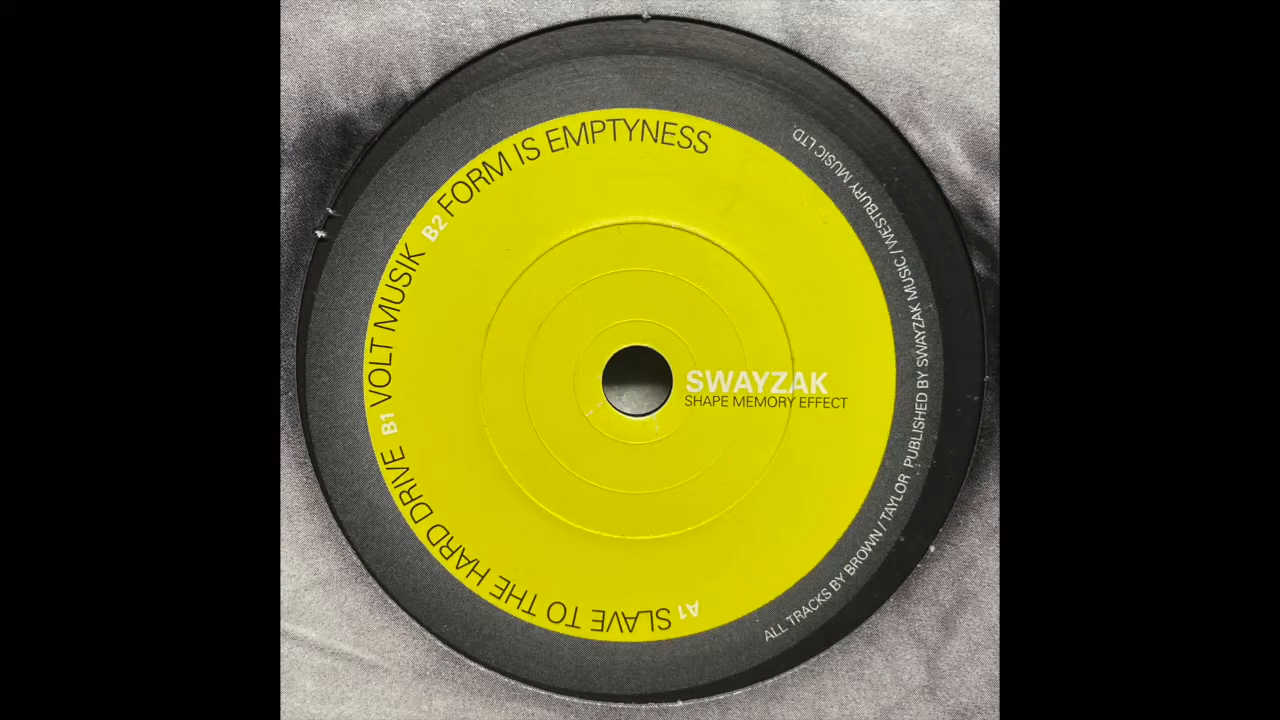 SWAYZAK
SHAPE MEMORY EFFECT
A1 SLAVE TO THE HARD DRIVE B1 VOLT MUSIK B2 FORM IS EMPTYNESS
ALL TRACKS BY BROWN / TAYLOR PUBLISHED BY SWAYZAK MUSIC / WESTBURY MUSIC LTD.